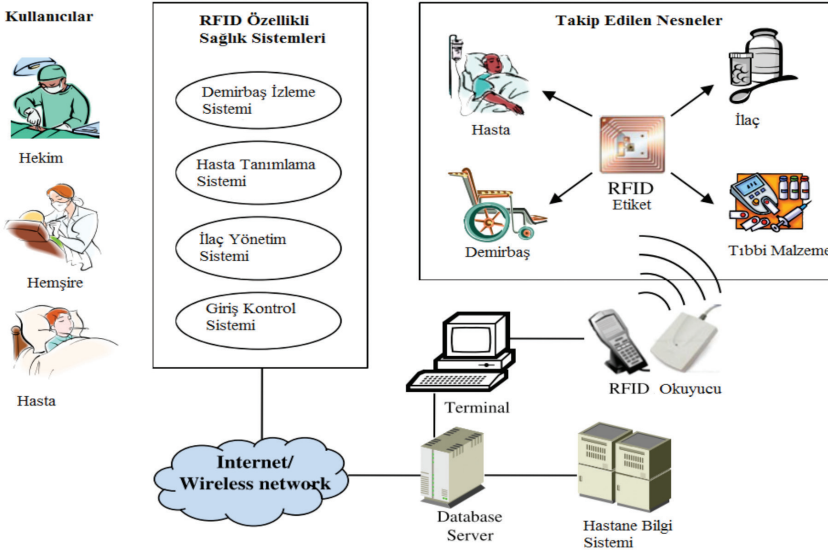 Kullanıcılar
Hekim
Hemşire
Hasta
RFID Özellikli
Sağlık Sistemleri
Demirbaş İzleme
Sistemi
Hasta Tanımlama
Sistemi
İlaç Yönetim
Sistemi
Giriş Kontrol
Sistemi
Takip Edilen Nesneler
Hasta
İlaç
RFID
Etiket
Demirbaş
Tıbbi Malzeme
RFID Okuyucu
Terminal
Internet/
Wireless network
Database
Server
Hastane Bilgi
Sistemi